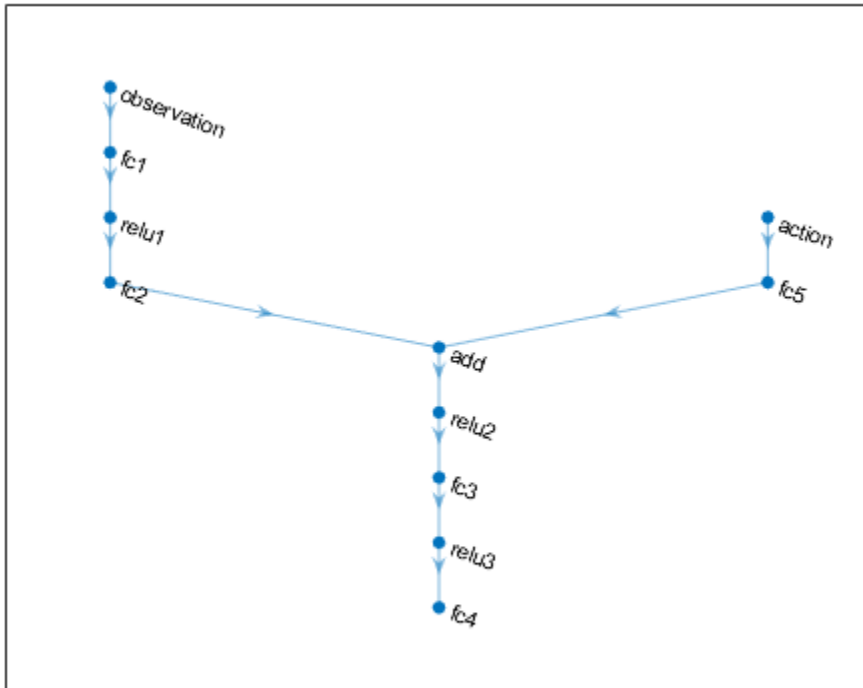 observation
fc1
relu1
fc2
action
fc5
add
relu2
fc3
relu3
fc4